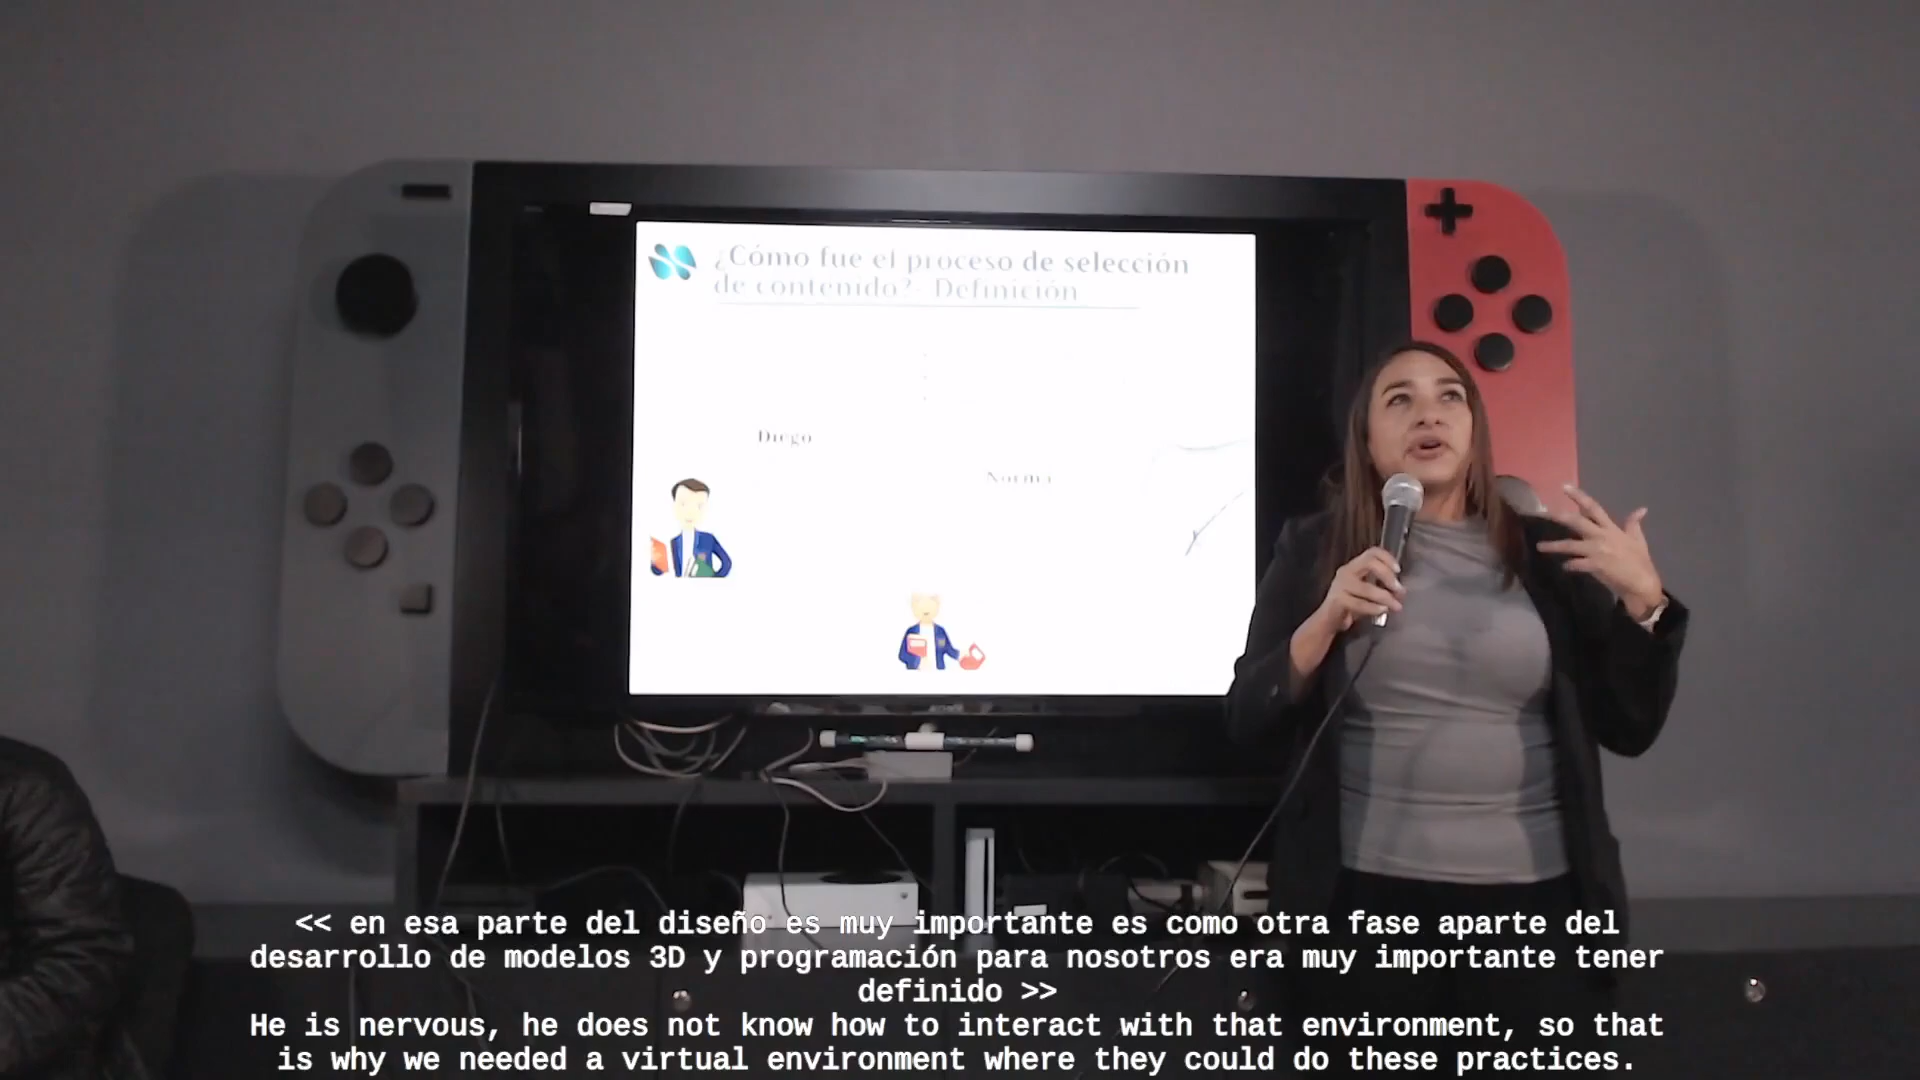 ¿Cómo fue el proceso de selección
de contenido?- Definición
Diego
Norma
<< en esa parte del diseño es muy importante es como otra fase aparte del
desarrollo de modelos 3D y programación para nosotros era muy importante tener
definido >>
He is nervous, he does not know how to interact with that environment, so that
is why we needed a virtual environment where they could do these practices.